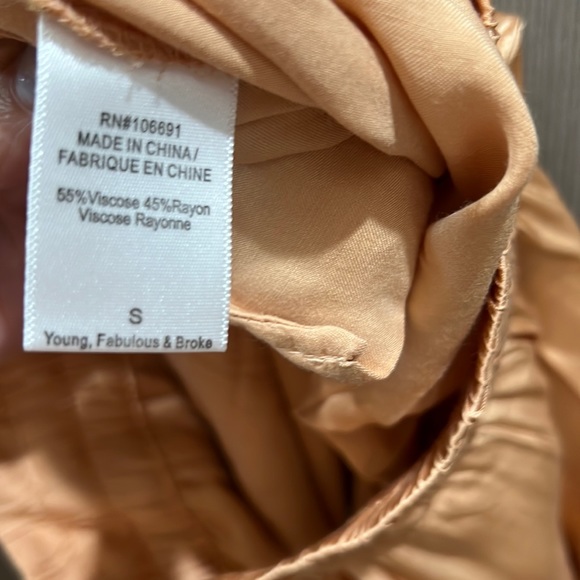 RN#106691
MADE IN CHINA/
FABRIQUE EN CHINE
55%Viscose 45%Rayon
Viscose Rayonne
S
Young, Fabulous & Broke